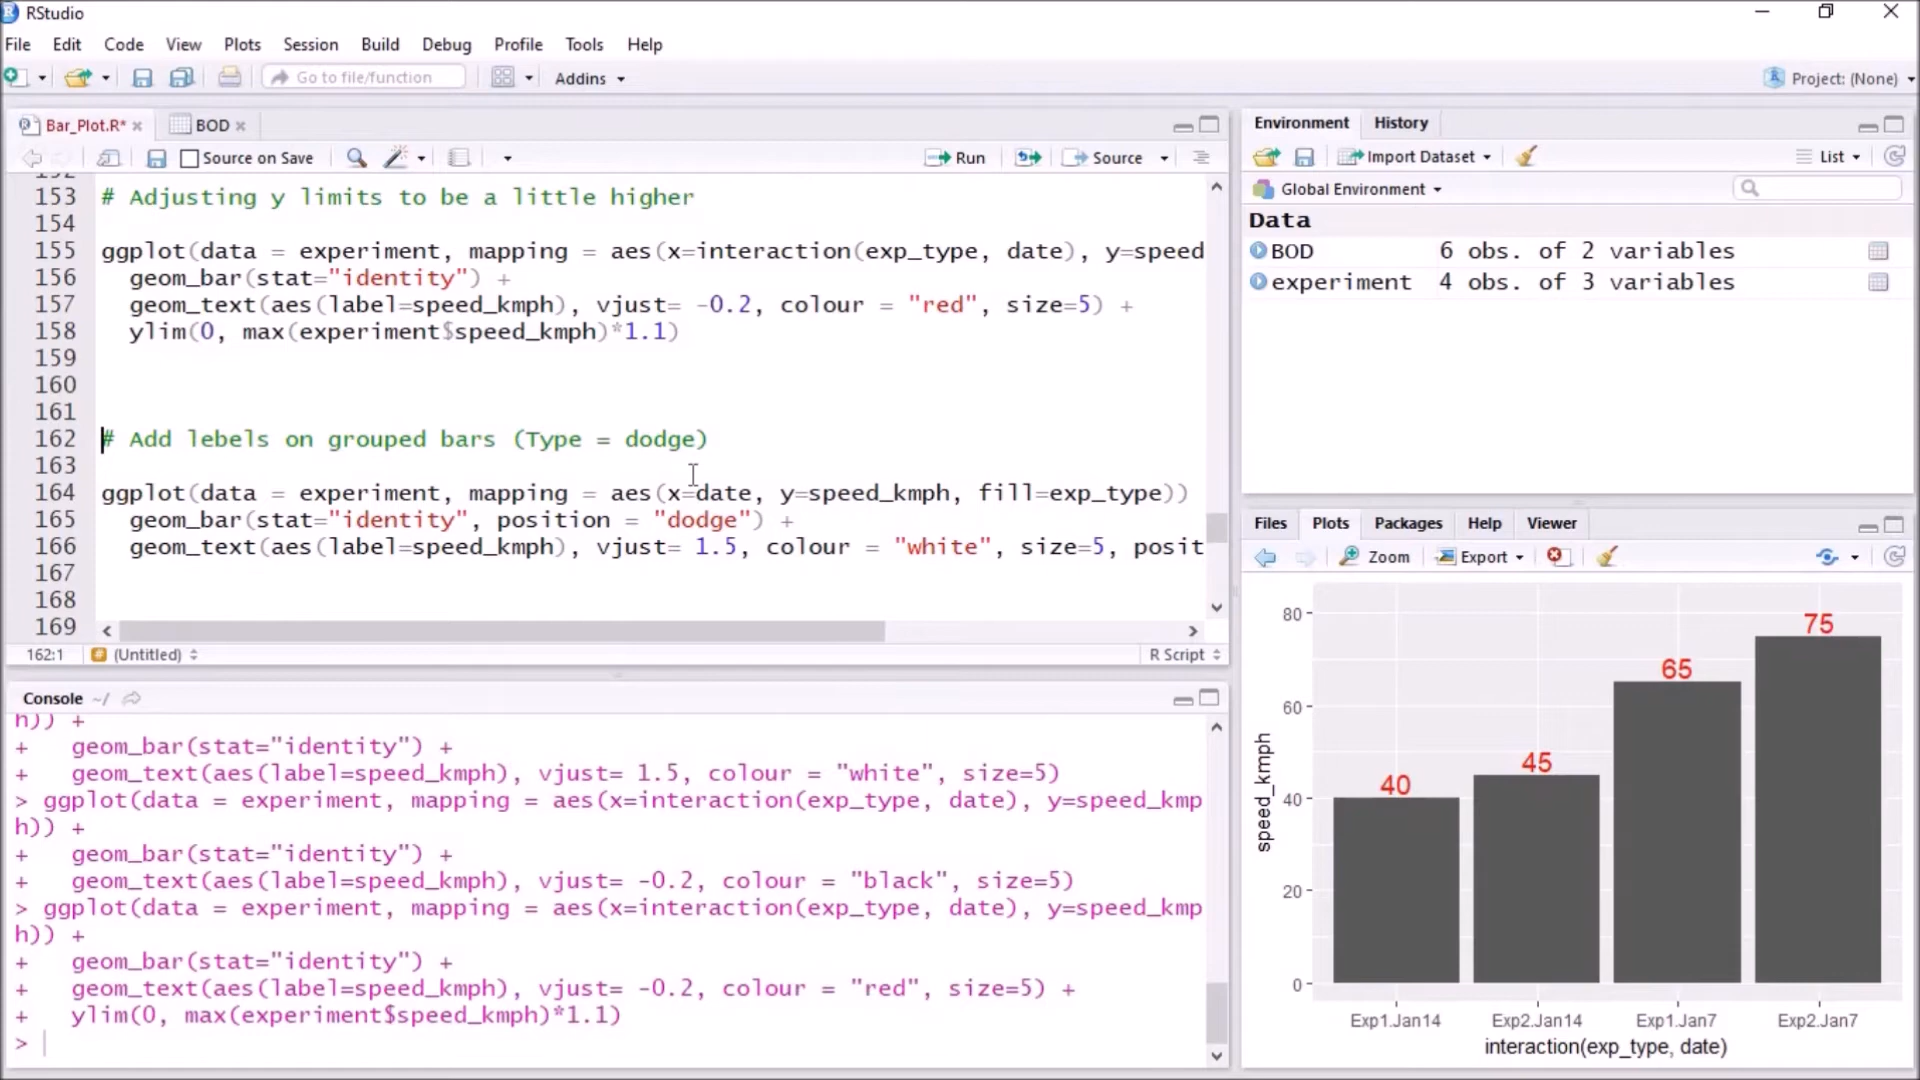 RStudio
File Edit Code View Plots Session Build Debug Profile Tools Help
Go to file/function Addins Project: (None)
Bar_Plot.R* BOD
Source on Save Run Source
152
153 # Adjusting y limits to be a little higher
154
155 ggplot(data = experiment, mapping = aes(x=interaction(exp_type, date), y=speed
156 geom_bar(stat="identity") +
157 geom_text(aes(label=speed_kmph), vjust= -0.2, colour = "red", size=5) +
158 ylim(0, max(experiment$speed_kmph)*1.1)
159
160
161
162 # Add lebels on grouped bars (Type = dodge)
163
164 ggplot(data = experiment, mapping = aes(x=date, y=speed_kmph, fill=exp_type))
165 geom_bar(stat="identity", position = "dodge") +
166 geom_text(aes(label=speed_kmph), vjust= 1.5, colour = "white", size=5, posit
167
168
169
162:1 (Untitled) R Script
Console ~/
h)) +
+ geom_bar(stat="identity") +
+ geom_text(aes(label=speed_kmph), vjust= 1.5, colour = "white", size=5)
> ggplot(data = experiment, mapping = aes(x=interaction(exp_type, date), y=speed_kmp
h)) +
+ geom_bar(stat="identity") +
+ geom_text(aes(label=speed_kmph), vjust= -0.2, colour = "black", size=5)
> ggplot(data = experiment, mapping = aes(x=interaction(exp_type, date), y=speed_kmp
h)) +
+ geom_bar(stat="identity") +
+ geom_text(aes(label=speed_kmph), vjust= -0.2, colour = "red", size=5) +
+ ylim(0, max(experiment$speed_kmph)*1.1)
>
Environment History
Import Dataset List
Global Environment
Data
BOD 6 obs. of 2 variables
experiment 4 obs. of 3 variables
Files Plots Packages Help Viewer
Zoom Export
80
60
40
20
0
speed_kmph
40 45 65 75
Exp1.Jan14 Exp2.Jan14 Exp1.Jan7 Exp2.Jan7
interaction(exp_type, date)